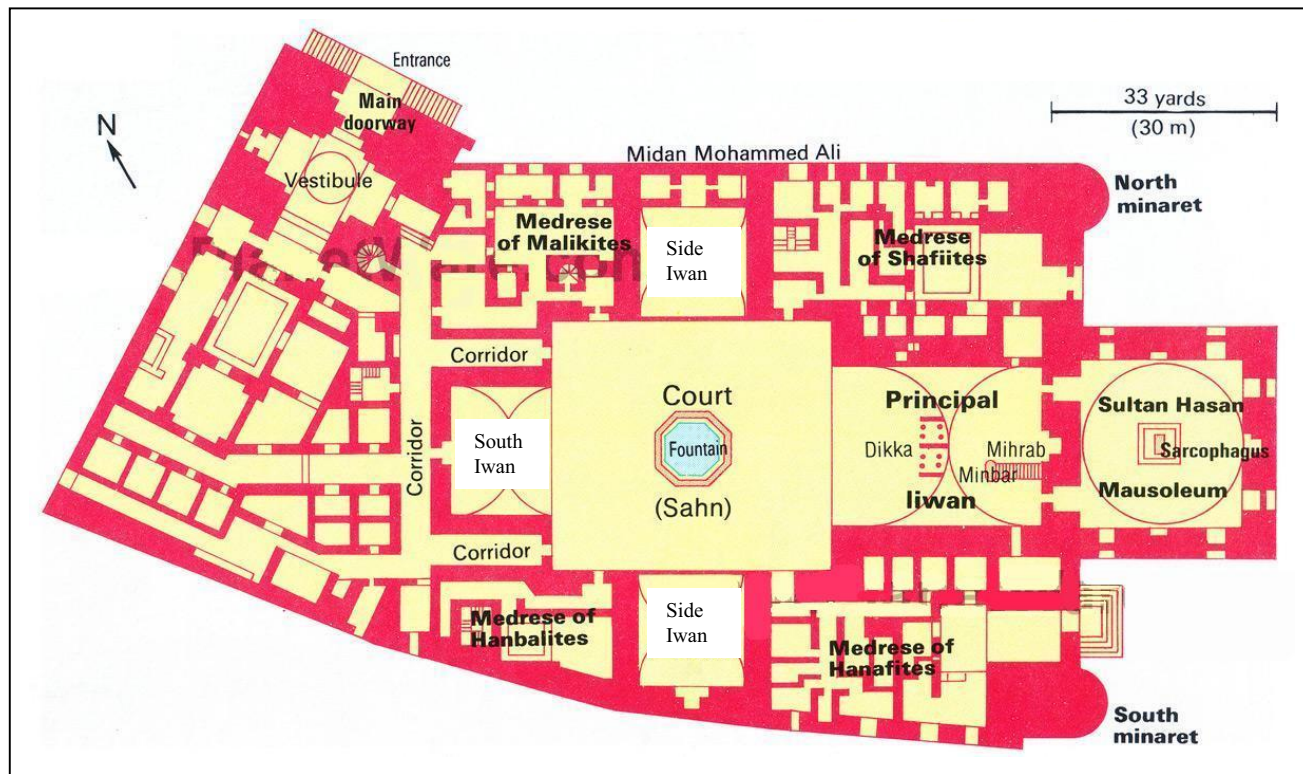 Entrance
Main
doorway
N
33 yards
(30 m)
Midan Mohammed Ali
Vestibule
North
minaret
Medrese
of Malikites
Side
Iwan
Medrese
of Shafiites
Corridor
Court
Principal
Sultan Hasan
South
Iwan
Fountain
Dikka
Mihrab
Sarcophagus
Corridor
Minbar
Mausoleum
(Sahn)
liwan
Corridor
Side
Iwan
Medrese of
Hanbalites
Medrese of
Hanafites
South
minaret